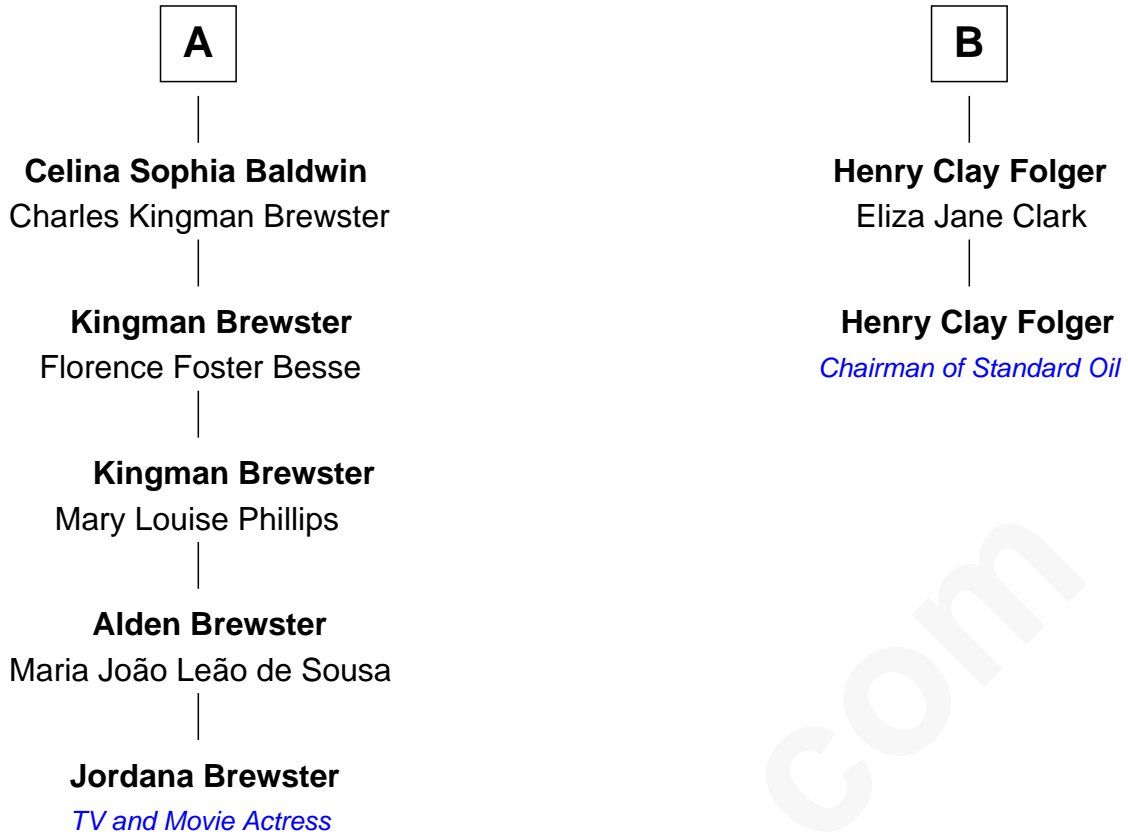 A
Celina Sophia Baldwin
Charles Kingman Brewster
Kingman Brewster
Florence Foster Besse
Kingman Brewster
Mary Louise Phillips
Alden Brewster
Maria João Leão de Sousa
Jordana Brewster
TV and Movie Actress
B
Henry Clay Folger
Eliza Jane Clark
Henry Clay Folger
Chairman of Standard Oil
com